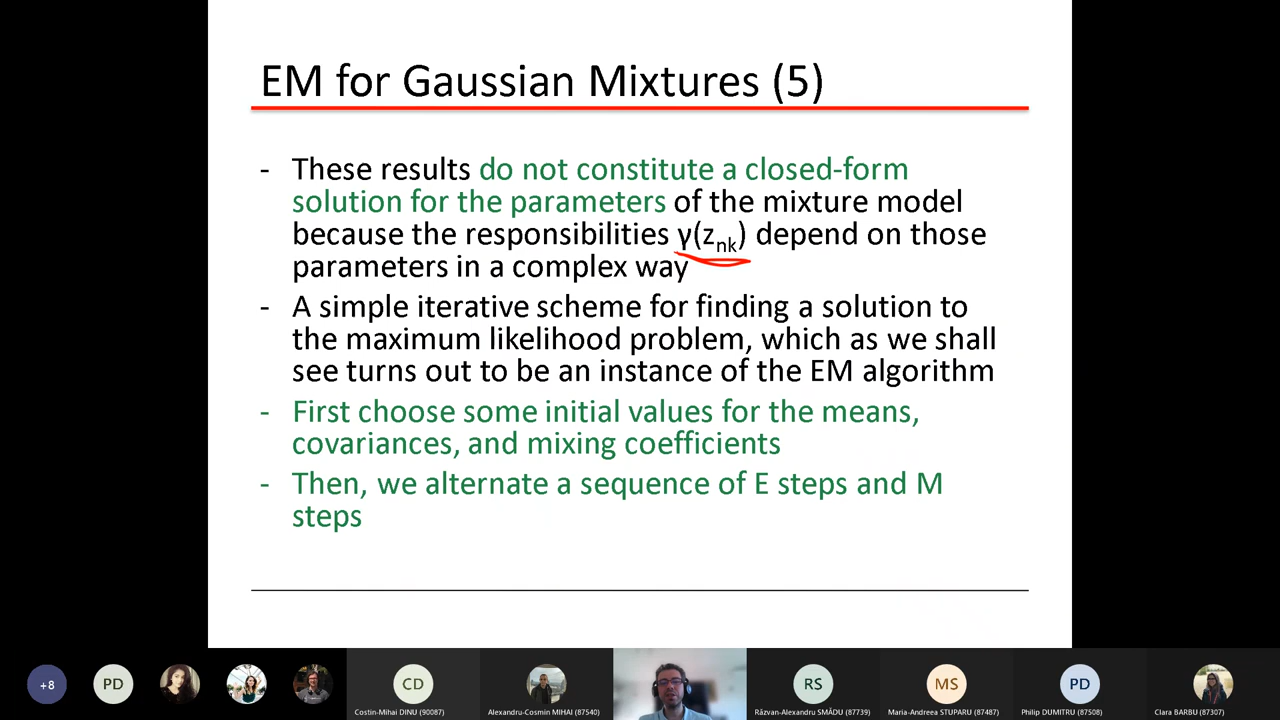 EM for Gaussian Mixtures (5)
- These results do not constitute a closed-form
solution for the parameters of the mixture model
because the responsibilities γ(znk) depend on those
parameters in a complex way
- A simple iterative scheme for finding a solution to
the maximum likelihood problem, which as we shall
see turns out to be an instance of the EM algorithm
- First choose some initial values for the means,
covariances, and mixing coefficients
- Then, we alternate a sequence of E steps and M
steps
+8
PD
CD
RS
MS
PD
Costin-Mihai DINU (90087)
Alexandru-Cosmin MIHAI (87540)
Răzvan-Alexandru SMĂDU (87739)
Maria-Andreea STUPARU (87487)
Philip DUMITRU (87508)
Clara BARBU (87307)